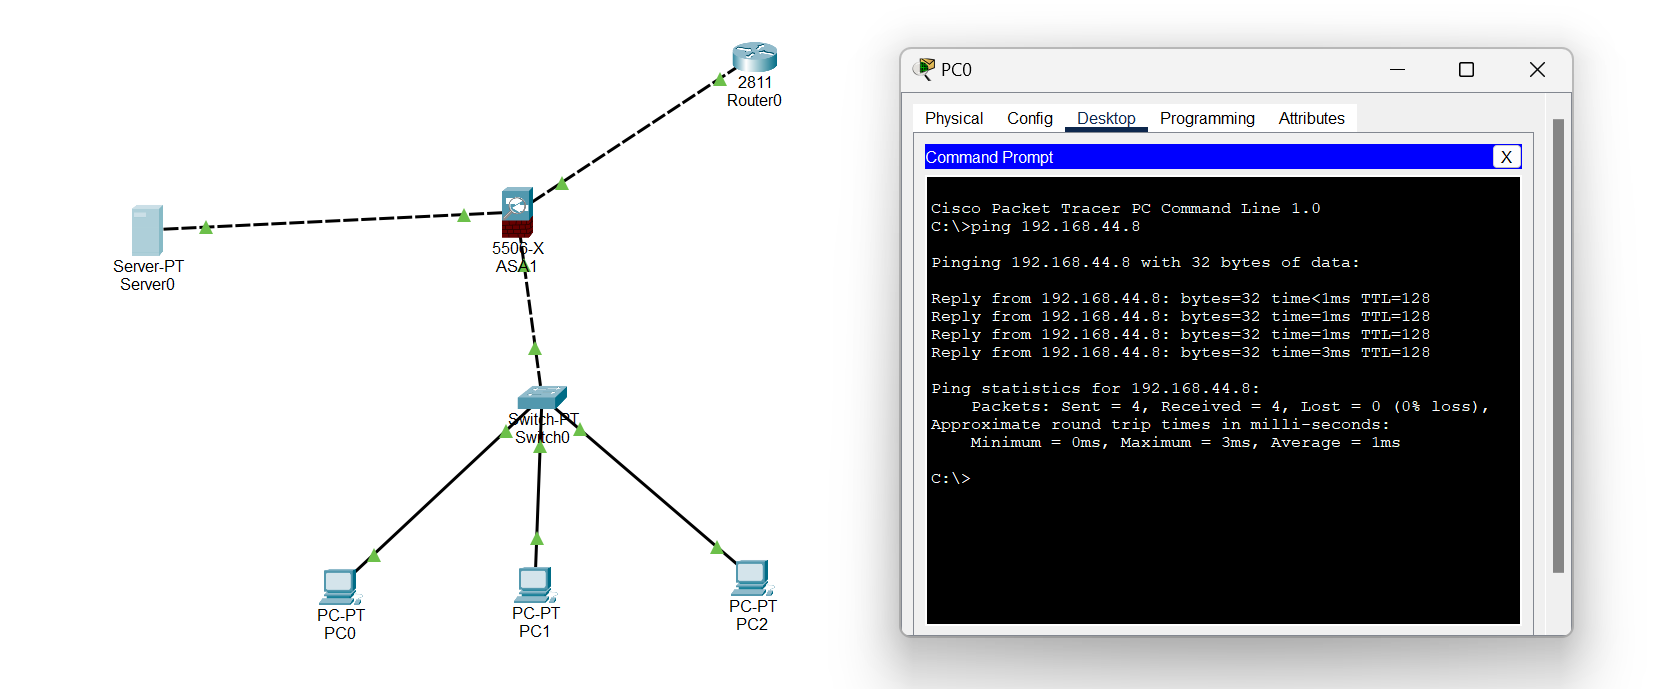 2811
Router0
5506-X
ASA1
Server-PT
Server0
Switch-PT
Switch0
PC-PT
PC0
PC-PT
PC1
PC-PT
PC2
PC0
Physical Config Desktop Programming Attributes
Command Prompt X
Cisco Packet Tracer PC Command Line 1.0
C:\>ping 192.168.44.8
Pinging 192.168.44.8 with 32 bytes of data:
Reply from 192.168.44.8: bytes=32 time<1ms TTL=128
Reply from 192.168.44.8: bytes=32 time=1ms TTL=128
Reply from 192.168.44.8: bytes=32 time=1ms TTL=128
Reply from 192.168.44.8: bytes=32 time=3ms TTL=128
Ping statistics for 192.168.44.8:
Packets: Sent = 4, Received = 4, Lost = 0 (0% loss),
Approximate round trip times in milli-seconds:
Minimum = 0ms, Maximum = 3ms, Average = 1ms
C:\>